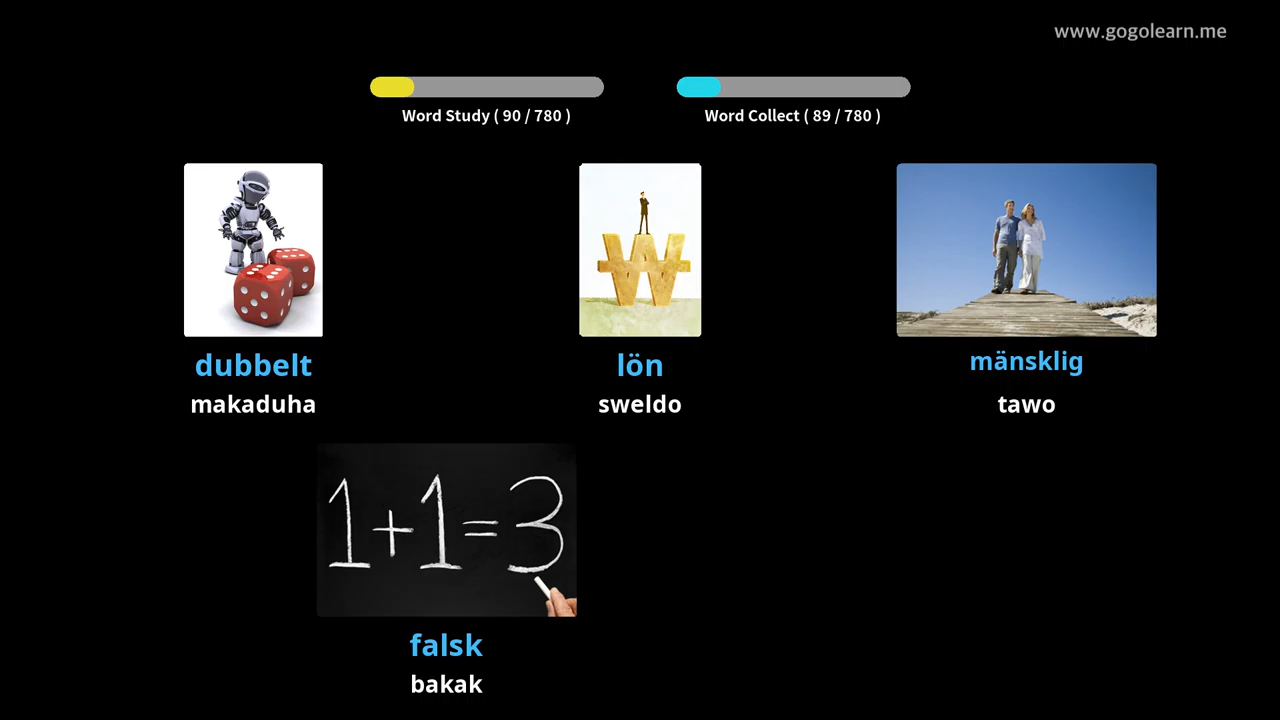 www.gogolearn.me
Word Study ( 90 / 780 )
Word Collect ( 89 / 780 )
dubbelt
makaduha
lön
sweldo
mänsklig
tawo
1+1=3
falsk
bakak